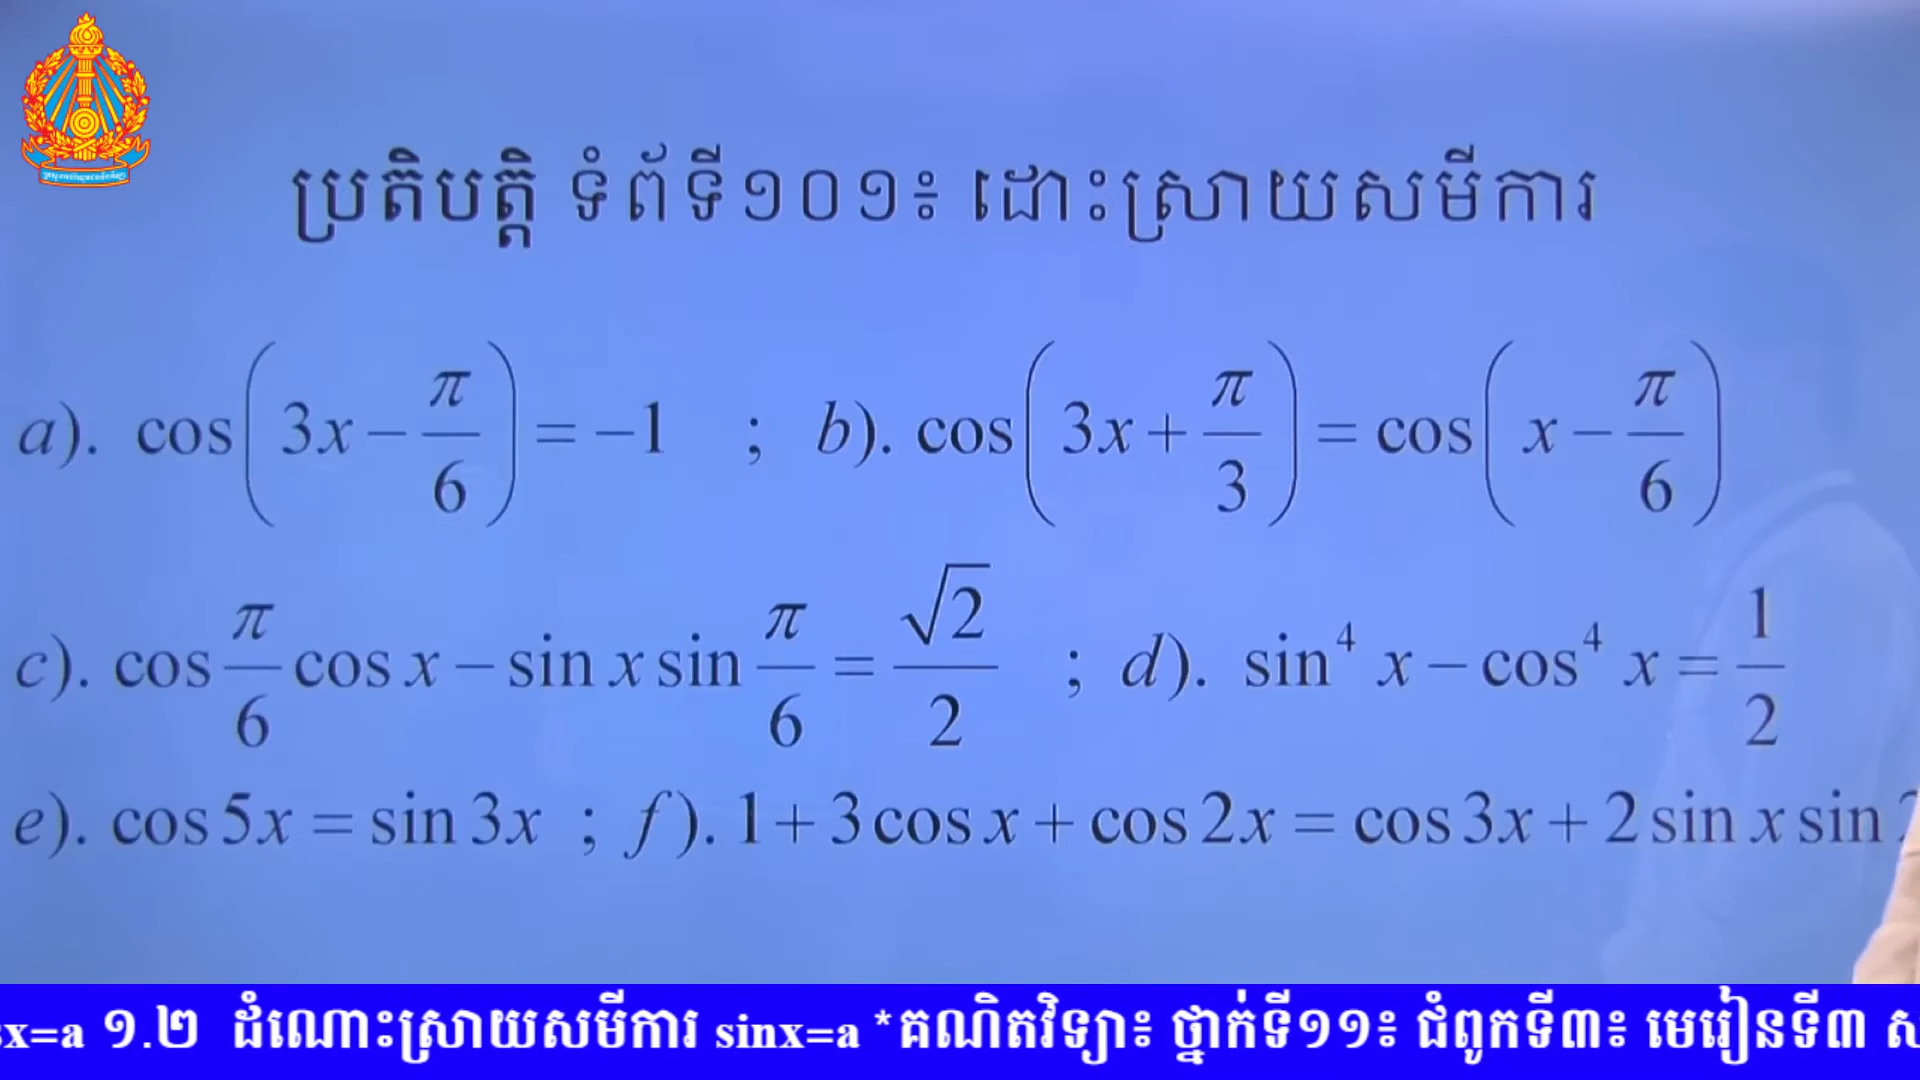 ប្រតិបត្តិ ទំព័ទី១០១៖ ដោះស្រាយសមីការ
a). cos(3x − π/6) = −1 ; b). cos(3x + π/3) = cos(x − π/6)
c). cos π/6 cos x − sin x sin π/6 = √2/2 ; d). sin⁴ x − cos⁴ x = 1/2
e). cos 5x = sin 3x ; f). 1 + 3 cos x + cos 2x = cos 3x + 2 sin x sin
x=a ១.២ ដំណោះស្រាយសមីការ sinx=a *គណិតវិទ្យា៖ ថ្នាក់ទី១១៖ ជំពូកទី៣៖ មេរៀនទី៣